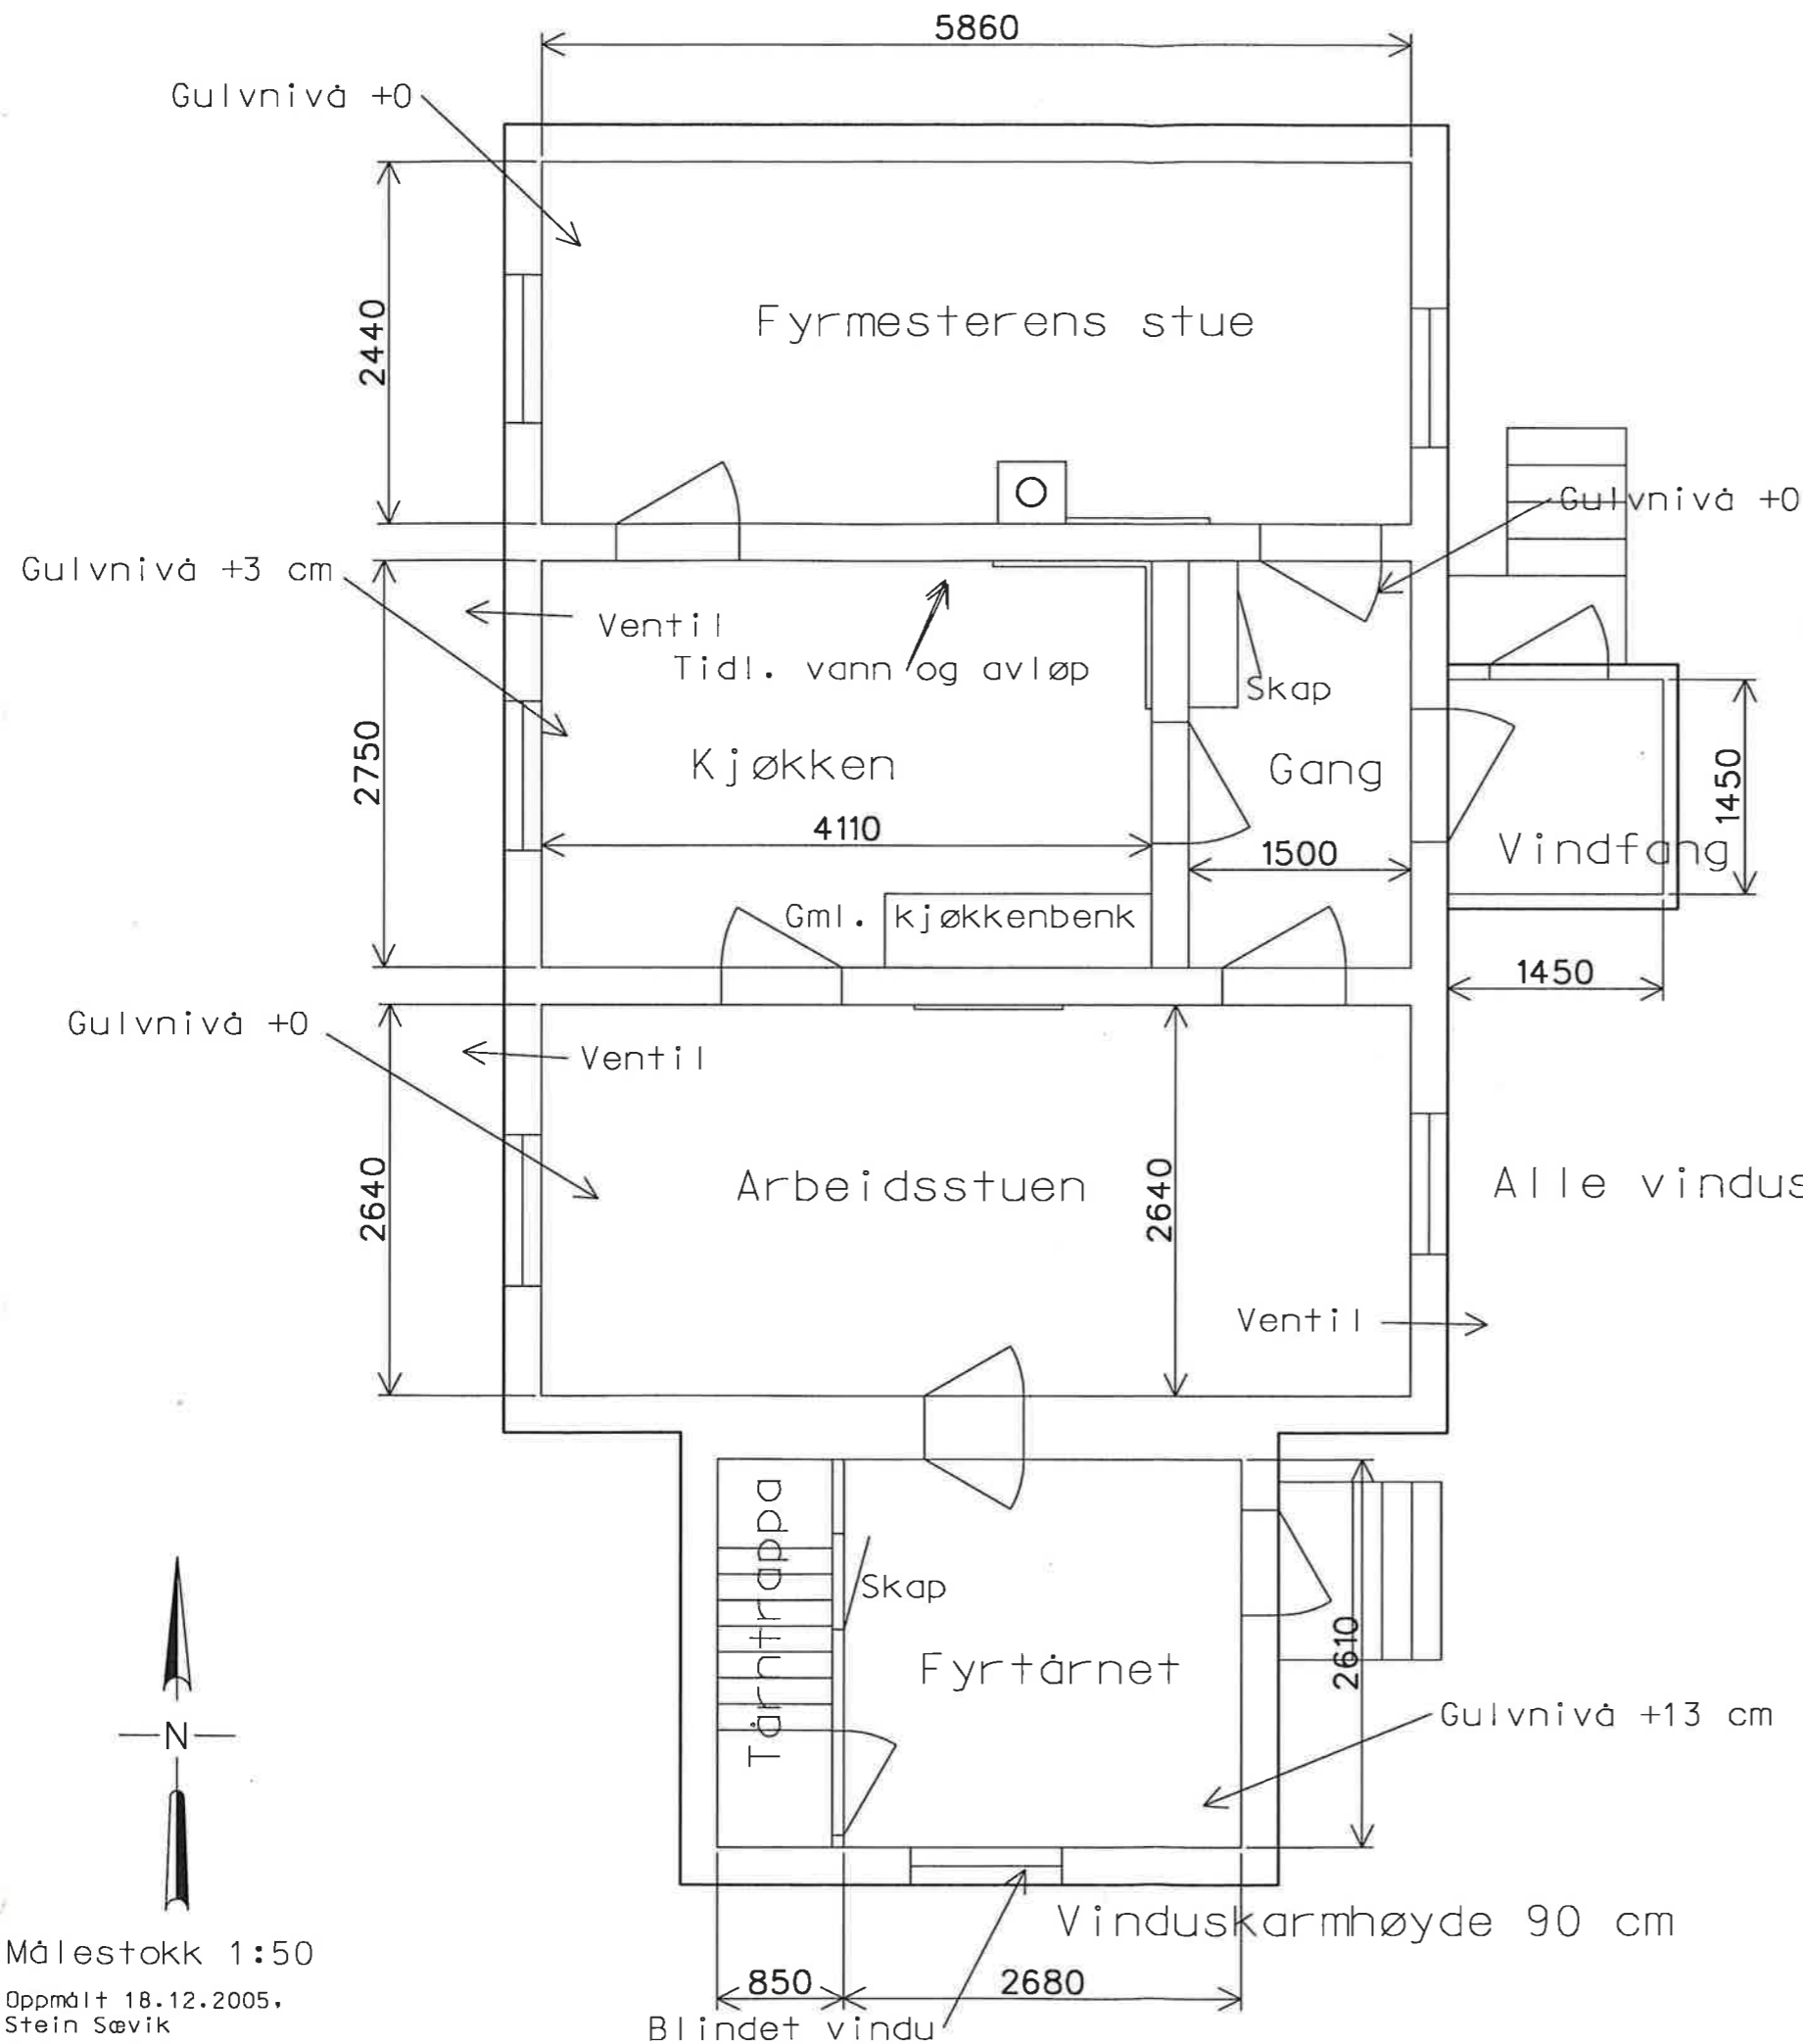 5860
Gulvnivå +0
2440
Fyrmesterens stue
Gulvnivå +0
Gulvnivå +3 cm
Ventil
Tidl. vann og avløp
Skap
2750
Kjøkken
Gang
1450
4110
1500
Vindfang
Gml. kjøkkenbenk
1450
Gulvnivå +0
Ventil
2640
Arbeidsstuen
2640
Alle vindus
Ventil
Tårntrappa
Skap
Fyrtårnet
2610
Gulvnivå +13 cm
N
Vinduskarmhøyde 90 cm
Målestokk 1:50
850
2680
Oppmålt 18.12.2005,
Stein Sævik
Blindet vindu